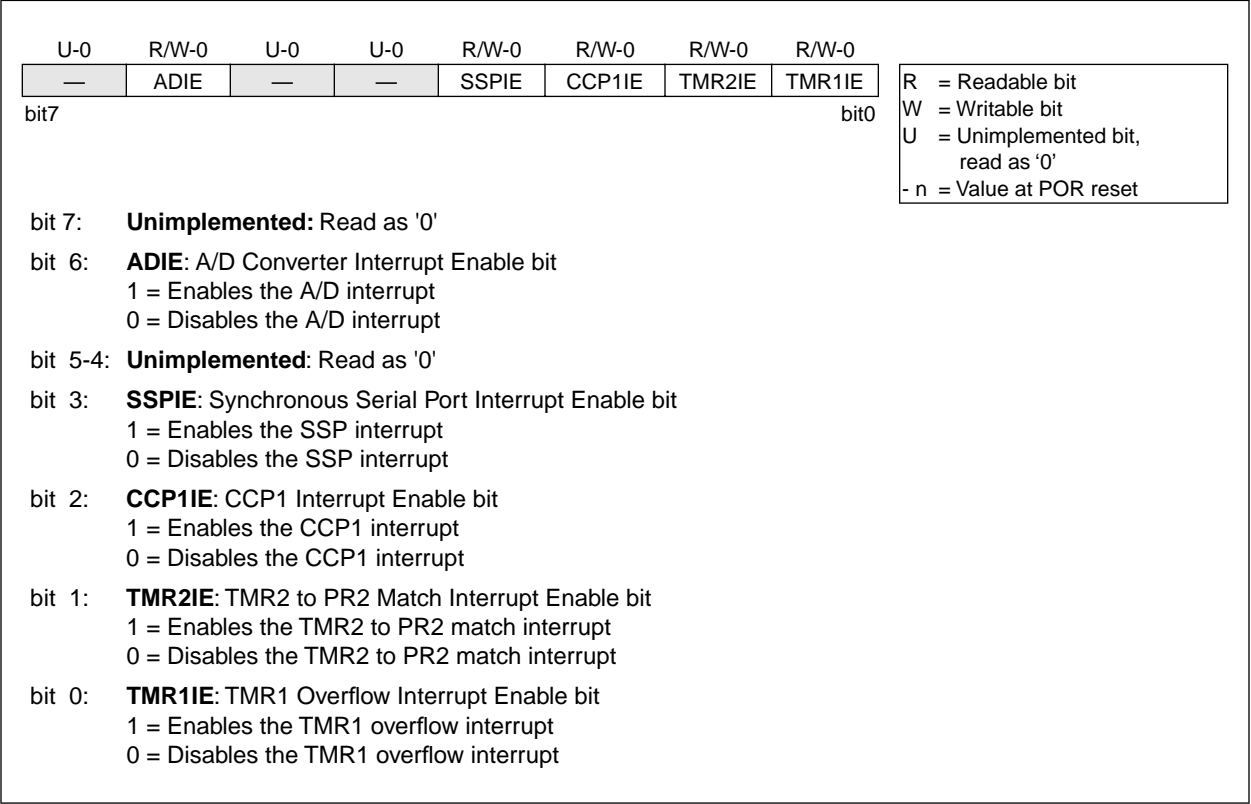 U-0 R/W-0 U-0 U-0 R/W-0 R/W-0 R/W-0 R/W-0
— ADIE — — SSPIE CCP1IE TMR2IE TMR1IE
bit7 bit0
R = Readable bit
W = Writable bit
U = Unimplemented bit,
read as ‘0’
- n = Value at POR reset
bit 7: Unimplemented: Read as '0'
bit 6: ADIE: A/D Converter Interrupt Enable bit
1 = Enables the A/D interrupt
0 = Disables the A/D interrupt
bit 5-4: Unimplemented: Read as '0'
bit 3: SSPIE: Synchronous Serial Port Interrupt Enable bit
1 = Enables the SSP interrupt
0 = Disables the SSP interrupt
bit 2: CCP1IE: CCP1 Interrupt Enable bit
1 = Enables the CCP1 interrupt
0 = Disables the CCP1 interrupt
bit 1: TMR2IE: TMR2 to PR2 Match Interrupt Enable bit
1 = Enables the TMR2 to PR2 match interrupt
0 = Disables the TMR2 to PR2 match interrupt
bit 0: TMR1IE: TMR1 Overflow Interrupt Enable bit
1 = Enables the TMR1 overflow interrupt
0 = Disables the TMR1 overflow interrupt